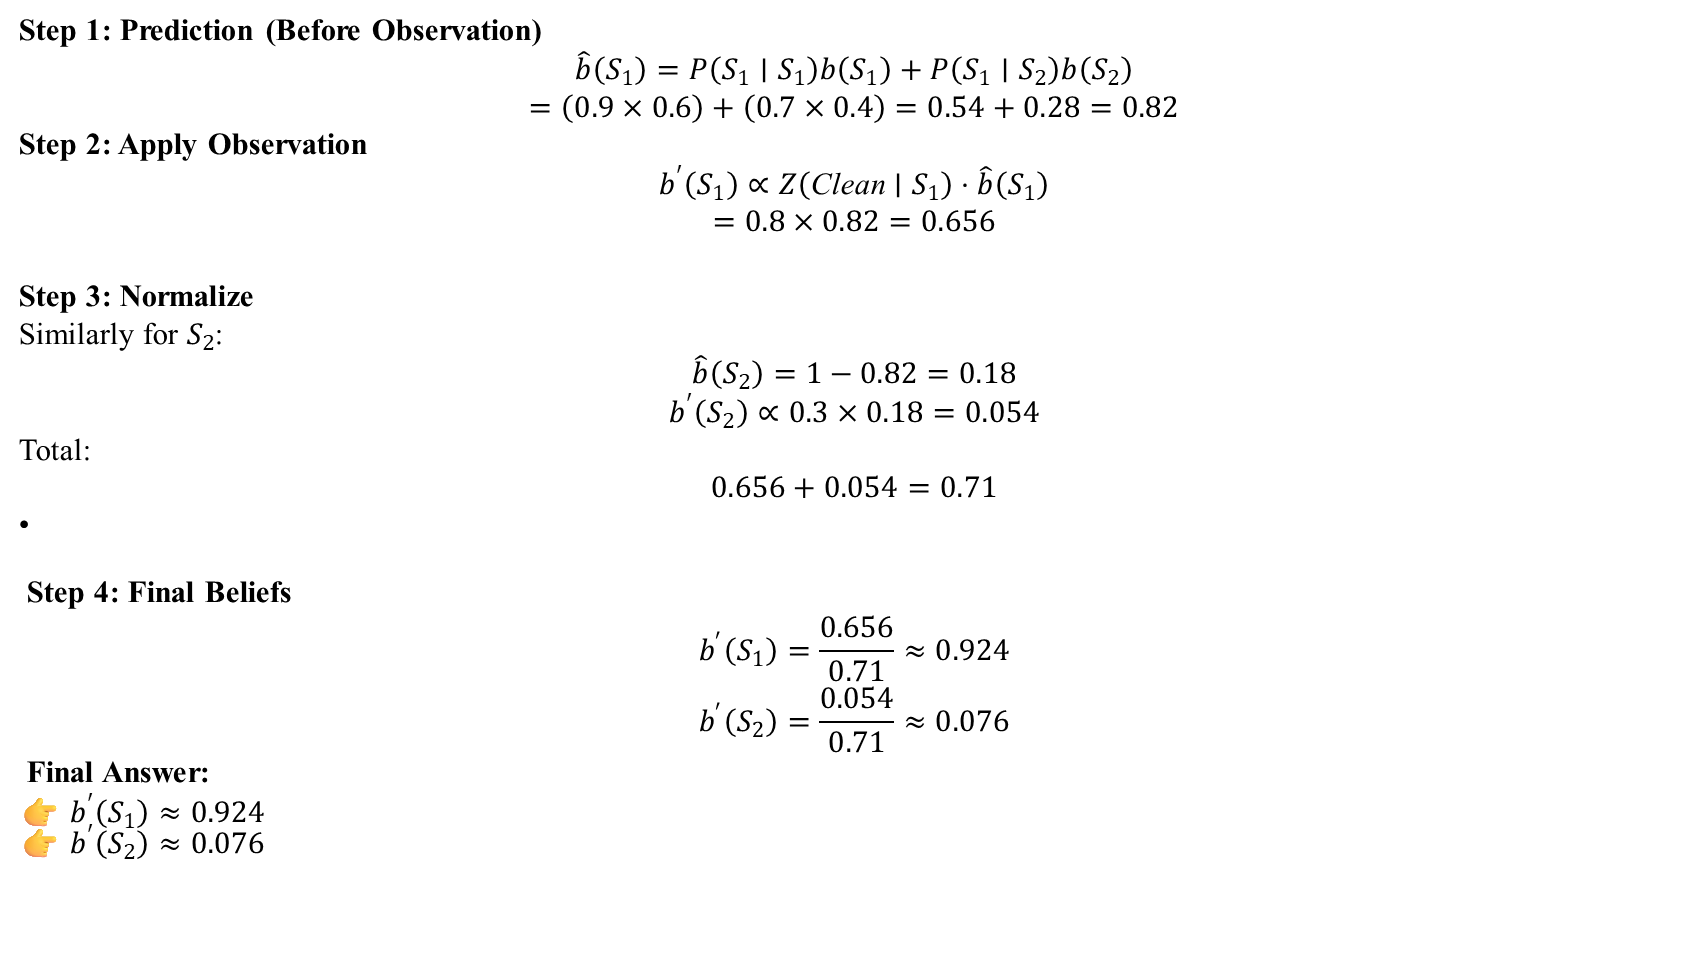 Step 1: Prediction (Before Observation)
b̂(S₁) = P(S₁ ∣ S₁)b(S₁) + P(S₁ ∣ S₂)b(S₂)
= (0.9 × 0.6) + (0.7 × 0.4) = 0.54 + 0.28 = 0.82
Step 2: Apply Observation
b′(S₁) ∝ Z(Clean ∣ S₁) ⋅ b̂(S₁)
= 0.8 × 0.82 = 0.656
Step 3: Normalize
Similarly for S₂:
b̂(S₂) = 1 − 0.82 = 0.18
b′(S₂) ∝ 0.3 × 0.18 = 0.054
Total:
0.656 + 0.054 = 0.71
•
Step 4: Final Beliefs
b′(S₁) = 0.656/0.71 ≈ 0.924
b′(S₂) = 0.054/0.71 ≈ 0.076
Final Answer:
👉 b′(S₁) ≈ 0.924
👉 b′(S₂) ≈ 0.076